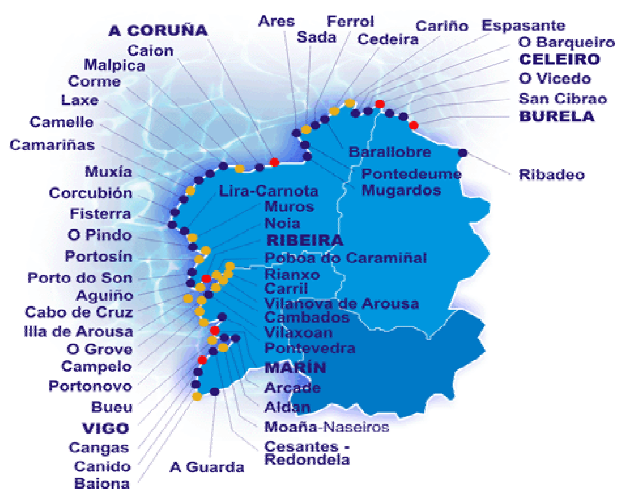 A CORUÑA
Caion
Malpica
Corme
Laxe
Camelle
Camariñas
Muxía
Corcubión
Fisterra
O Pindo
Portosín
Porto do Son
Aguiño
Cabo de Cruz
Illa de Arousa
O Grove
Campelo
Portonovo
Bueu
VIGO
Cangas
Canido
Baiona
A Guarda
Ares
Sada
Ferrol
Cedeira
Cariño
Espasante
O Barqueiro
CELEIRO
O Vicedo
San Cibrao
BURELA
Ribadeo
Barallobre
Pontedeume
Mugardos
Lira-Carnota
Muros
Noia
RIBEIRA
Poboa do Caramiñal
Rianxo
Carril
Vilanova de Arousa
Cambados
Vilaxoan
Pontevedra
MARÍN
Arcade
Aldan
Moaña-Naseiros
Cesantes -
Redondela